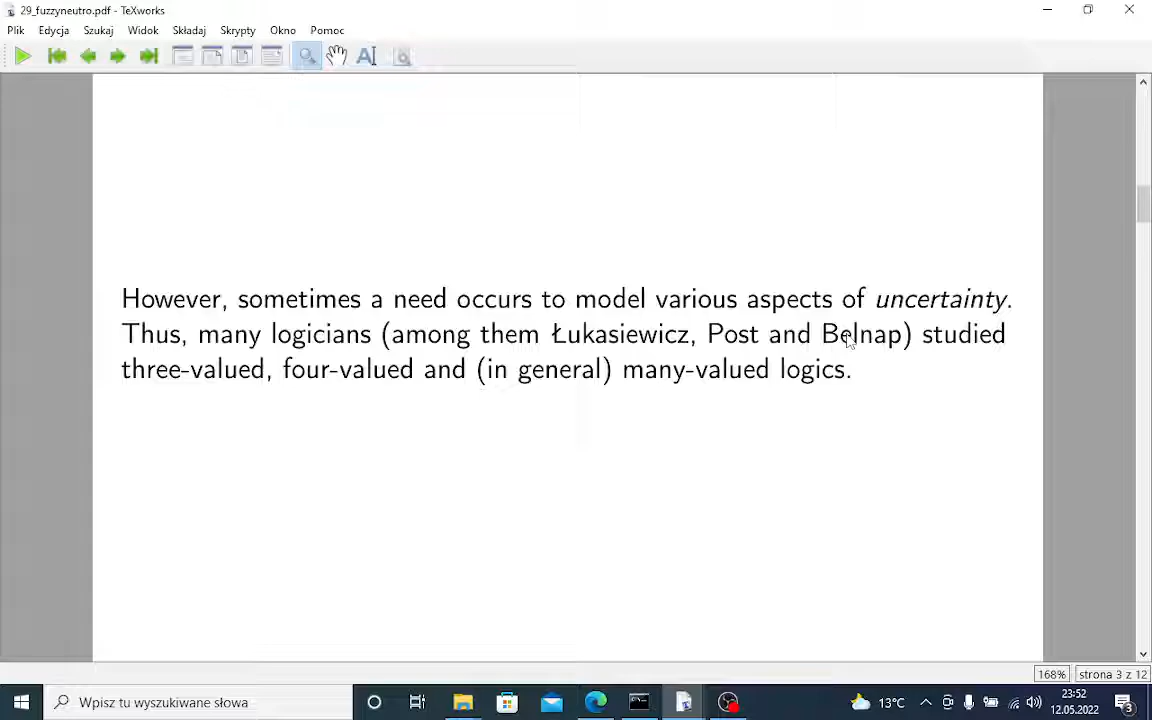 29_fuzzyneutro.pdf - TeXworks
Plik Edycja Szukaj Widok Składaj Skrypty Okno Pomoc
However, sometimes a need occurs to model various aspects of uncertainty.
Thus, many logicians (among them Łukasiewicz, Post and Belnap) studied
three-valued, four-valued and (in general) many-valued logics.
168% strona 3 z 12
Wpisz tu wyszukiwane słowa
13°C
23:52
12.05.2022
3